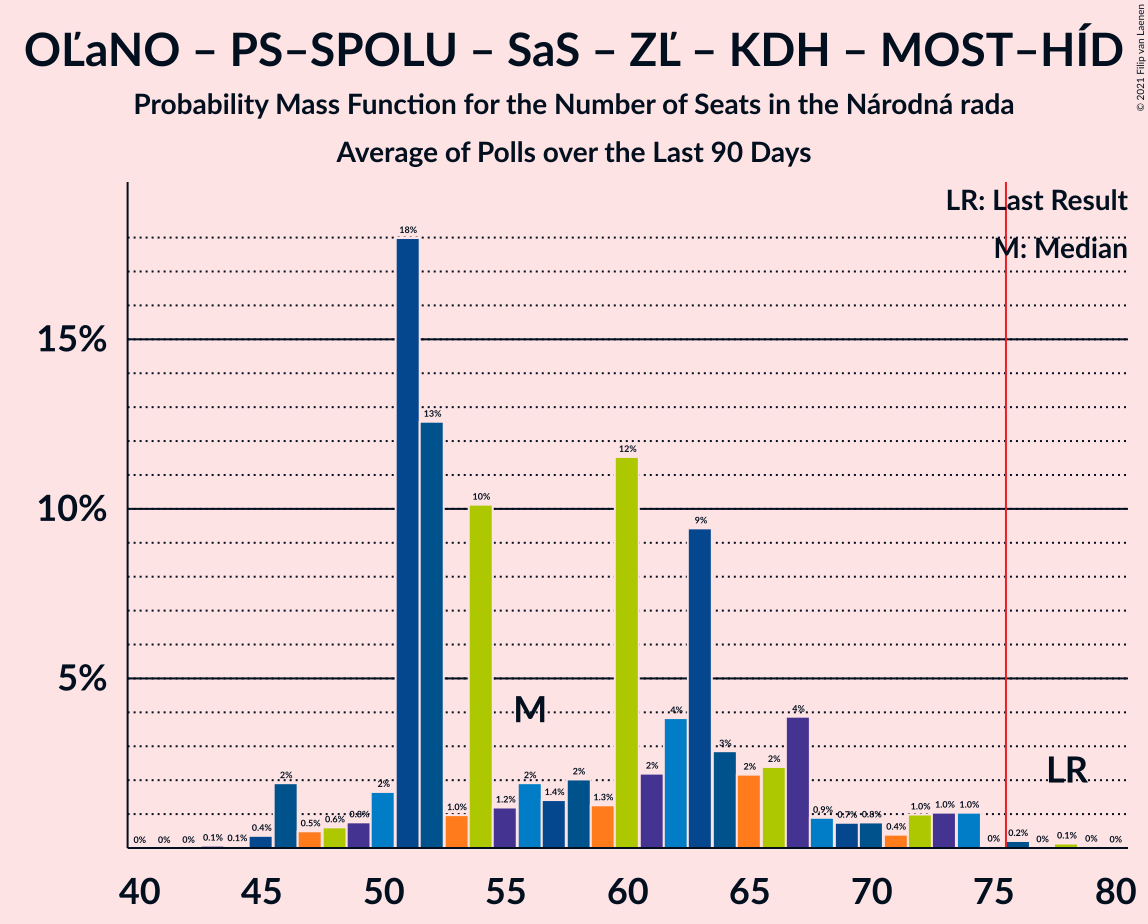 OĽaNO – PS–SPOLU – SaS – ZĽ – KDH – MOST–HÍD
Probability Mass Function for the Number of Seats in the Národná rada
Average of Polls over the Last 90 Days
© 2021 Filip van Laenen
LR: Last Result
M: Median
15%
10%
5%
0% 0% 0% 0.1% 0.1% 0.4% 2% 0.5% 0.6% 0.8% 2% 18% 13% 1.0% 10% 1.2% 2% 1.4% 2% 1.3% 12% 2% 4% 9% 3% 2% 2% 4% 0.9% 0.7% 0.8% 0.4% 1.0% 1.0% 1.0% 0% 0.2% 0% 0.1% 0% 0%
M
LR
40 45 50 55 60 65 70 75 80